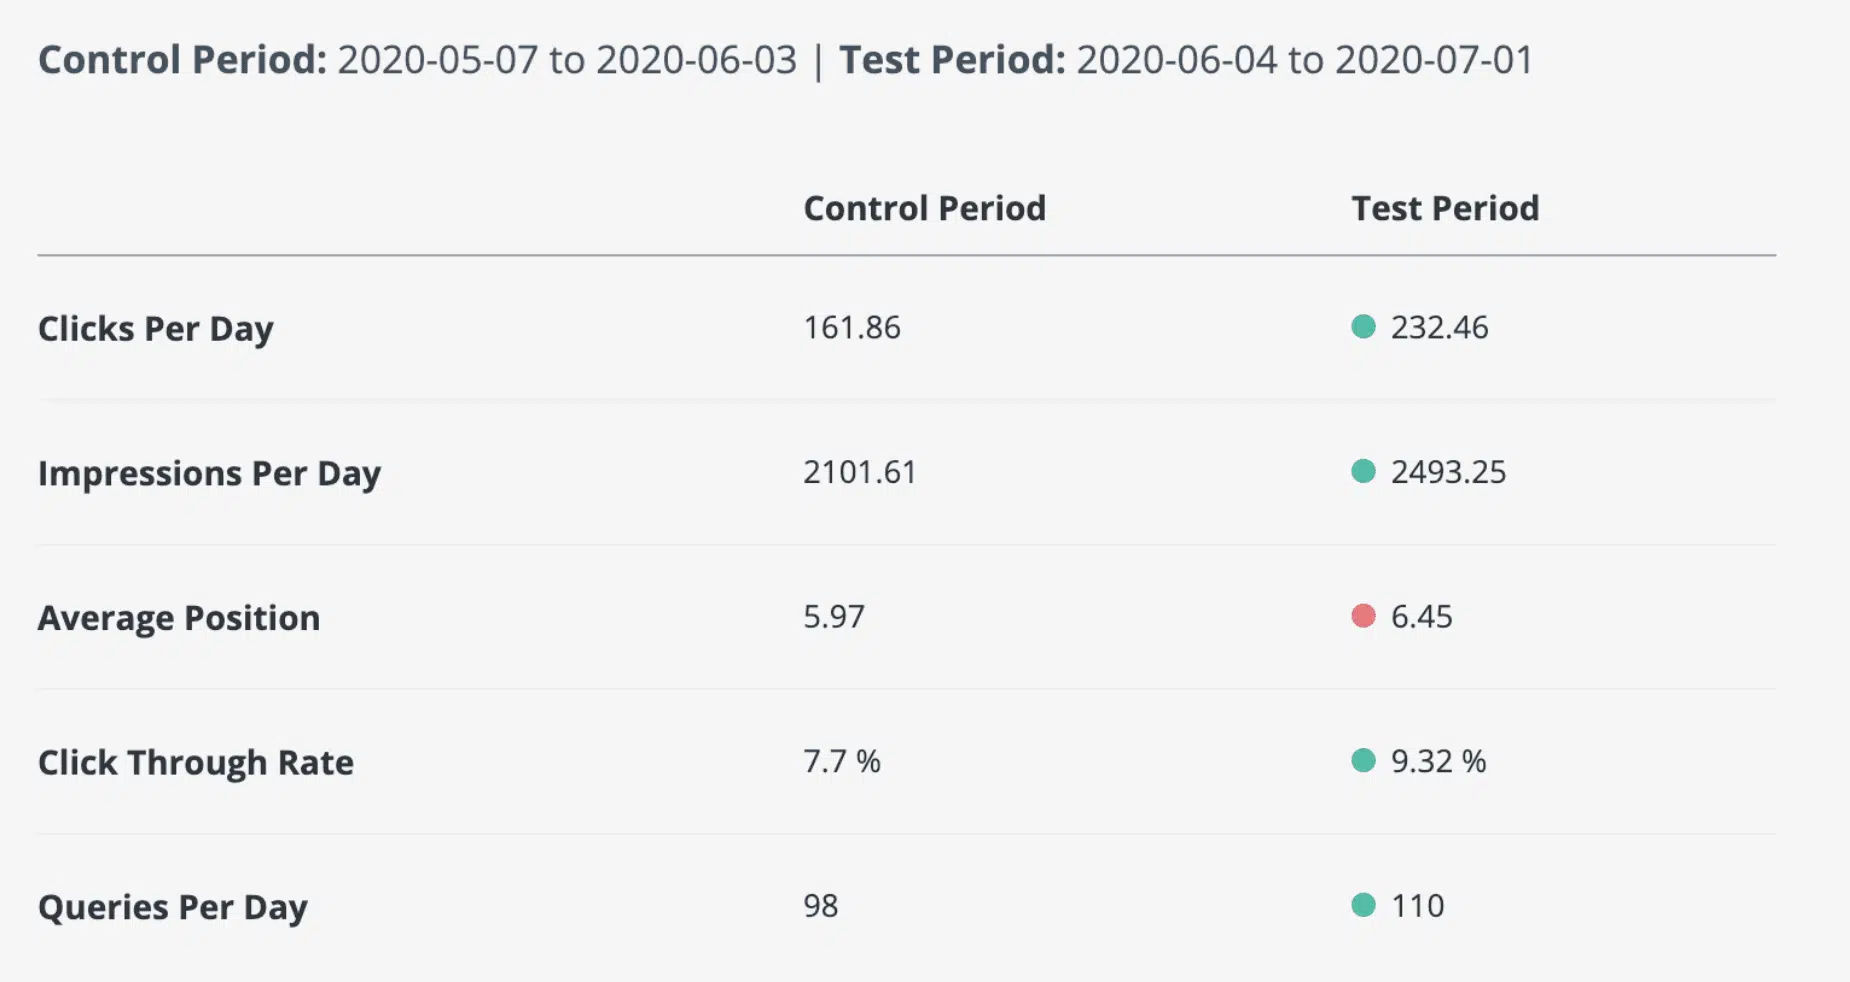 Control Period: 2020-05-07 to 2020-06-03 | Test Period: 2020-06-04 to 2020-07-01
Control Period Test Period
Clicks Per Day 161.86 232.46
Impressions Per Day 2101.61 2493.25
Average Position 5.97 6.45
Click Through Rate 7.7 % 9.32 %
Queries Per Day 98 110